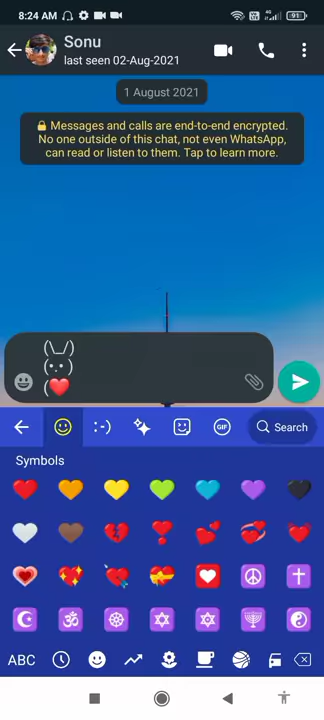 8:24 AM
4G
91
Sonu
last seen 02-Aug-2021
1 August 2021
Messages and calls are end-to-end encrypted.
No one outside of this chat, not even WhatsApp,
can read or listen to them. Tap to learn more.
(\_/)
(•.•)
(❤️
:-)
GIF
Search
Symbols
ABC